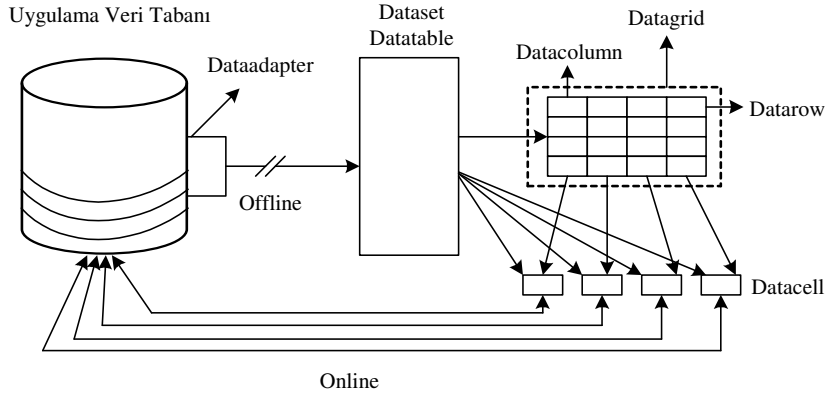 Uygulama Veri Tabanı
Dataset
Datatable
Datagrid
Datacolumn
Dataadapter
Datarow
Offline
Datacell
Online